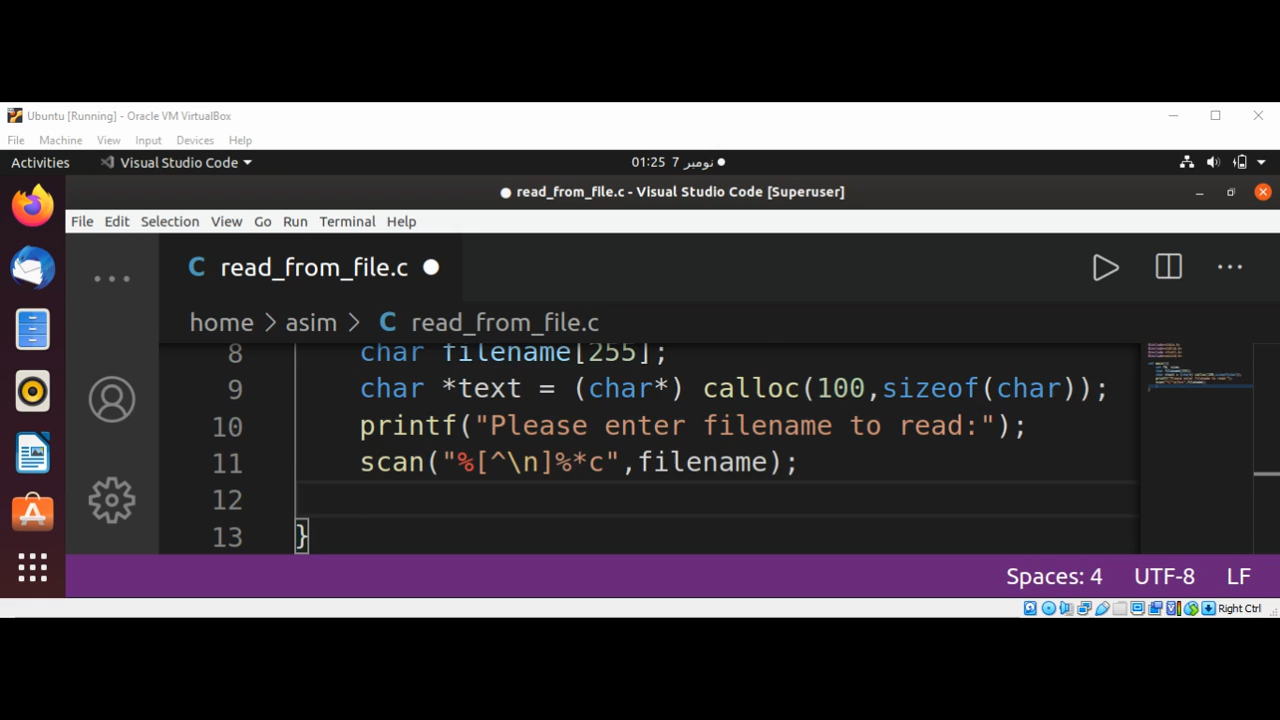 Ubuntu [Running] - Oracle VM VirtualBox
File Machine View Input Devices Help
Activities Visual Studio Code 01:25 7 نومبر
read_from_file.c - Visual Studio Code [Superuser]
File Edit Selection View Go Run Terminal Help
C read_from_file.c
home > asim > C read_from_file.c
8 char filename[255];
9 char *text = (char*) calloc(100,sizeof(char));
10 printf("Please enter filename to read:");
11 scan("%[^\n]%*c",filename);
12
13 }
Spaces: 4 UTF-8 LF
Right Ctrl